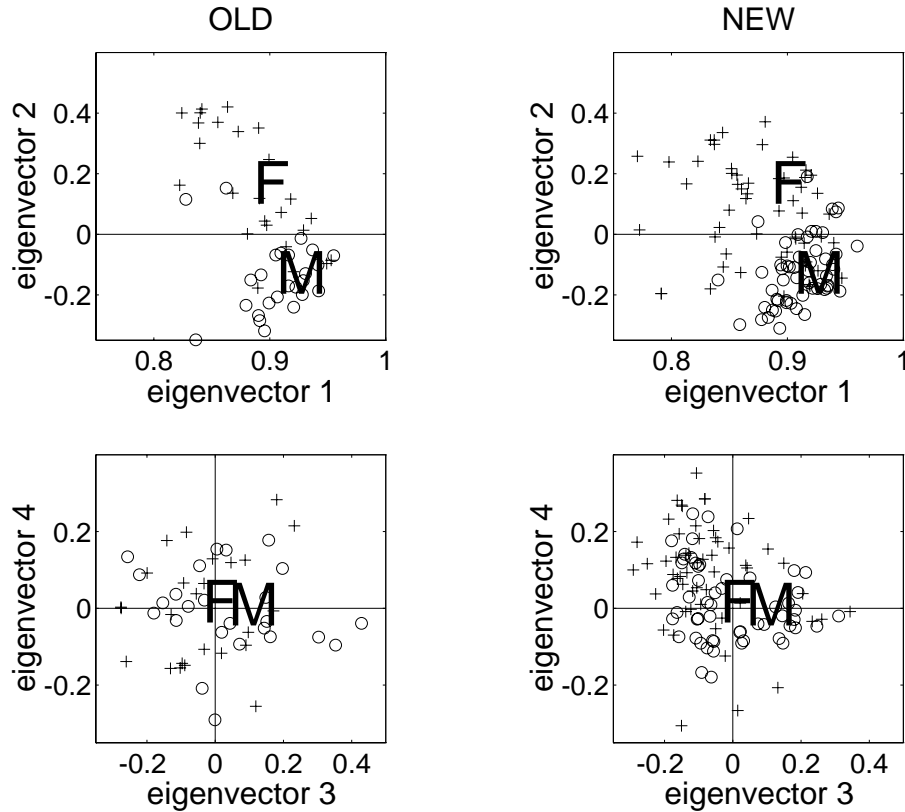 OLD
NEW
eigenvector 2
0.4
0.2
0
-0.2
F
M
0.8
0.9
1
eigenvector 1
eigenvector 2
0.4
0.2
0
-0.2
F
M
0.8
0.9
1
eigenvector 1
eigenvector 4
0.2
0
-0.2
F
M
-0.2
0
0.2
0.4
eigenvector 3
eigenvector 4
0.2
0
-0.2
F
M
-0.2
0
0.2
0.4
eigenvector 3